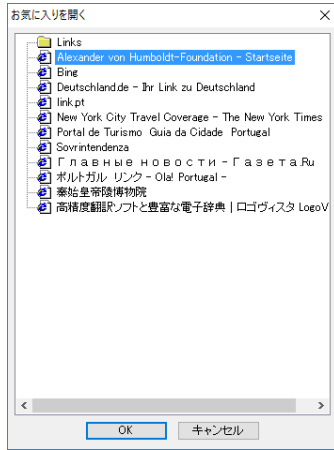 お気に入りを開く
Links
Alexander von Humboldt-Foundation - Startseite
Bing
Deutschland.de - Ihr Link zu Deutschland
link.pt
New York City Travel Coverage - The New York Times
Portal de Turismo Guia da Cidade Portugal
Sovrintendenza
Главные новости - Газета.Ru
ポルトガル リンク - Ola! Portugal -
秦始皇帝陵博物院
高精度翻訳ソフトと豊富な電子辞典 | ロゴヴィスタ LogoV
OK
キャンセル